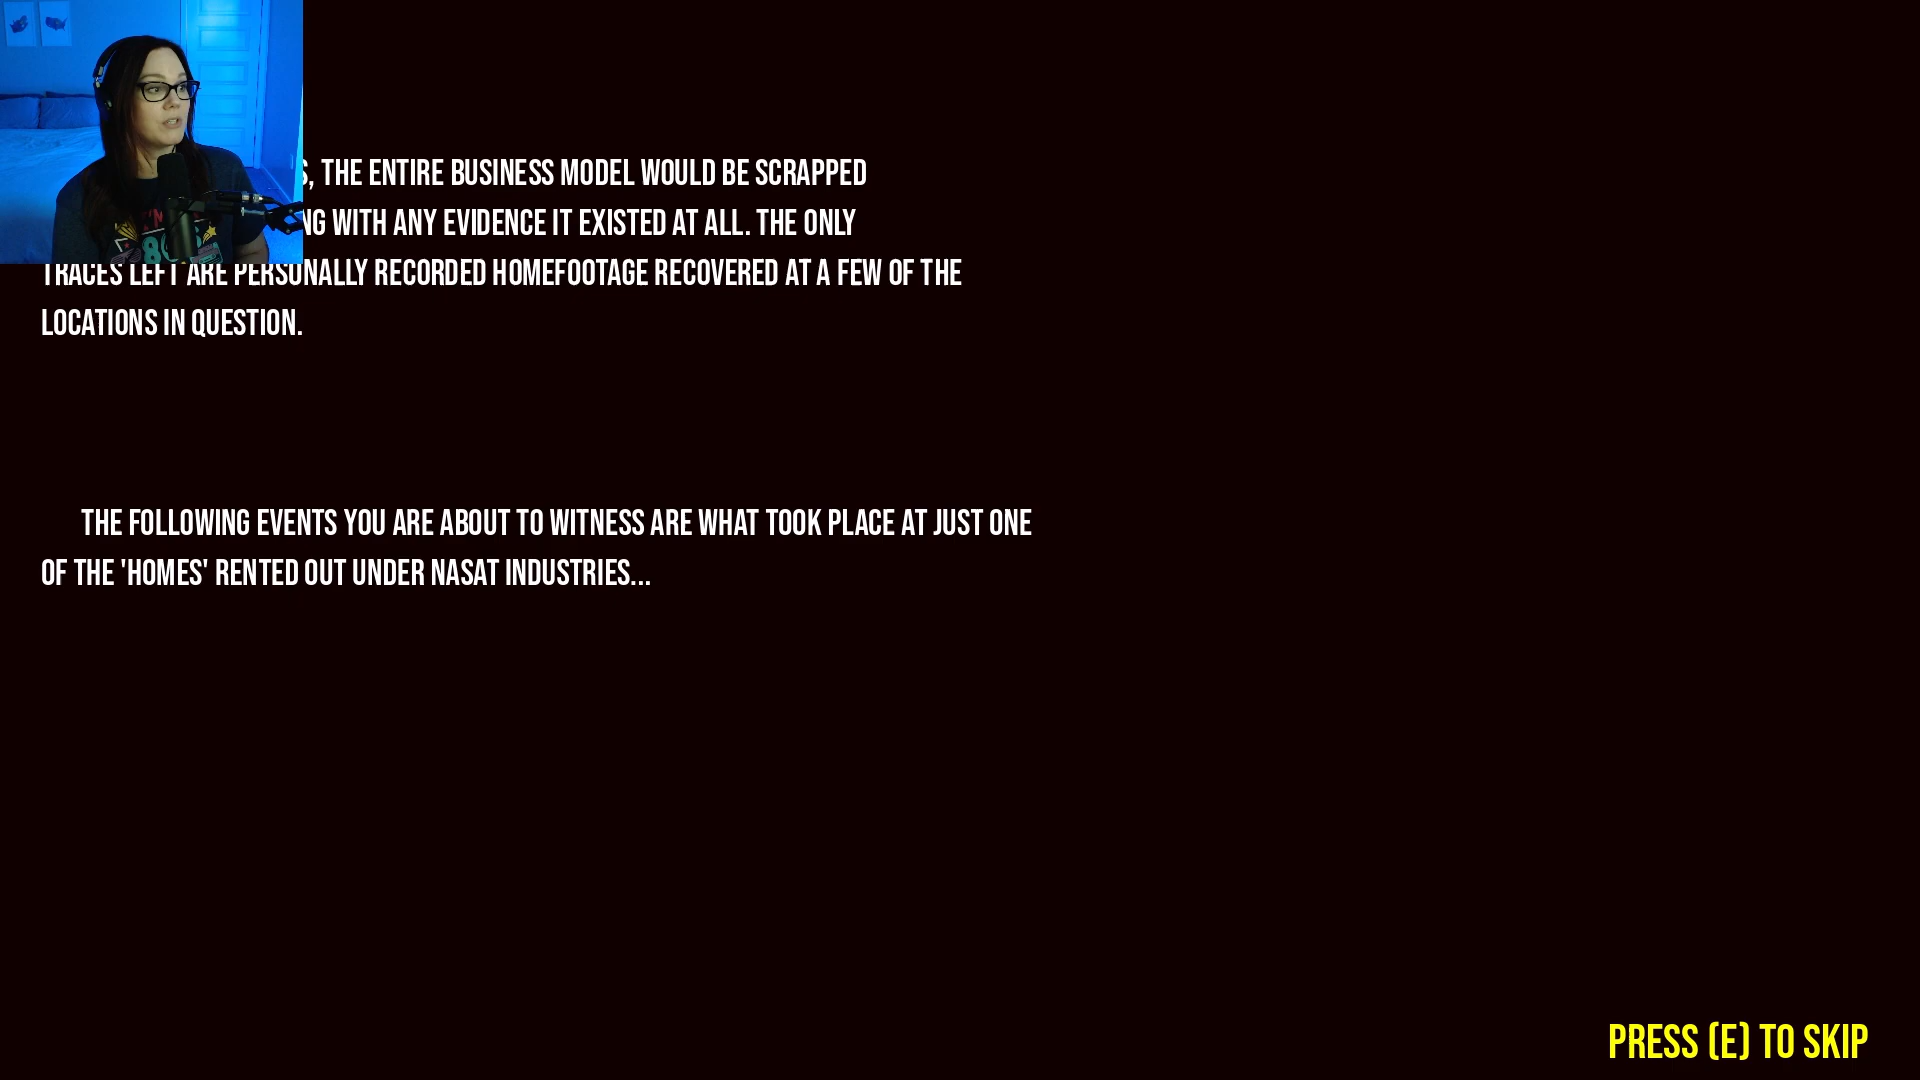 , THE ENTIRE BUSINESS MODEL WOULD BE SCRAPPED
WITH ANY EVIDENCE IT EXISTED AT ALL. THE ONLY
TRACES LEFT ARE PERSONALLY RECORDED HOMEFOOTAGE RECOVERED AT A FEW OF THE
LOCATIONS IN QUESTION.
THE FOLLOWING EVENTS YOU ARE ABOUT TO WITNESS ARE WHAT TOOK PLACE AT JUST ONE
OF THE 'HOMES' RENTED OUT UNDER NASAT INDUSTRIES...
PRESS (E) TO SKIP